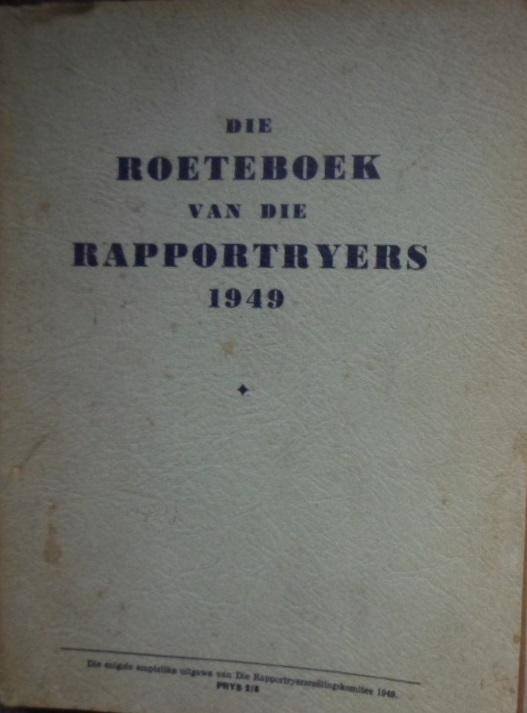 DIE
ROETEBOEK
VAN DIE
RAPPORTRYERS
1949
Die enigste amptelike uitgawe van Die Rapportryersreëlingskomitee 1949.
PRYS 2/6